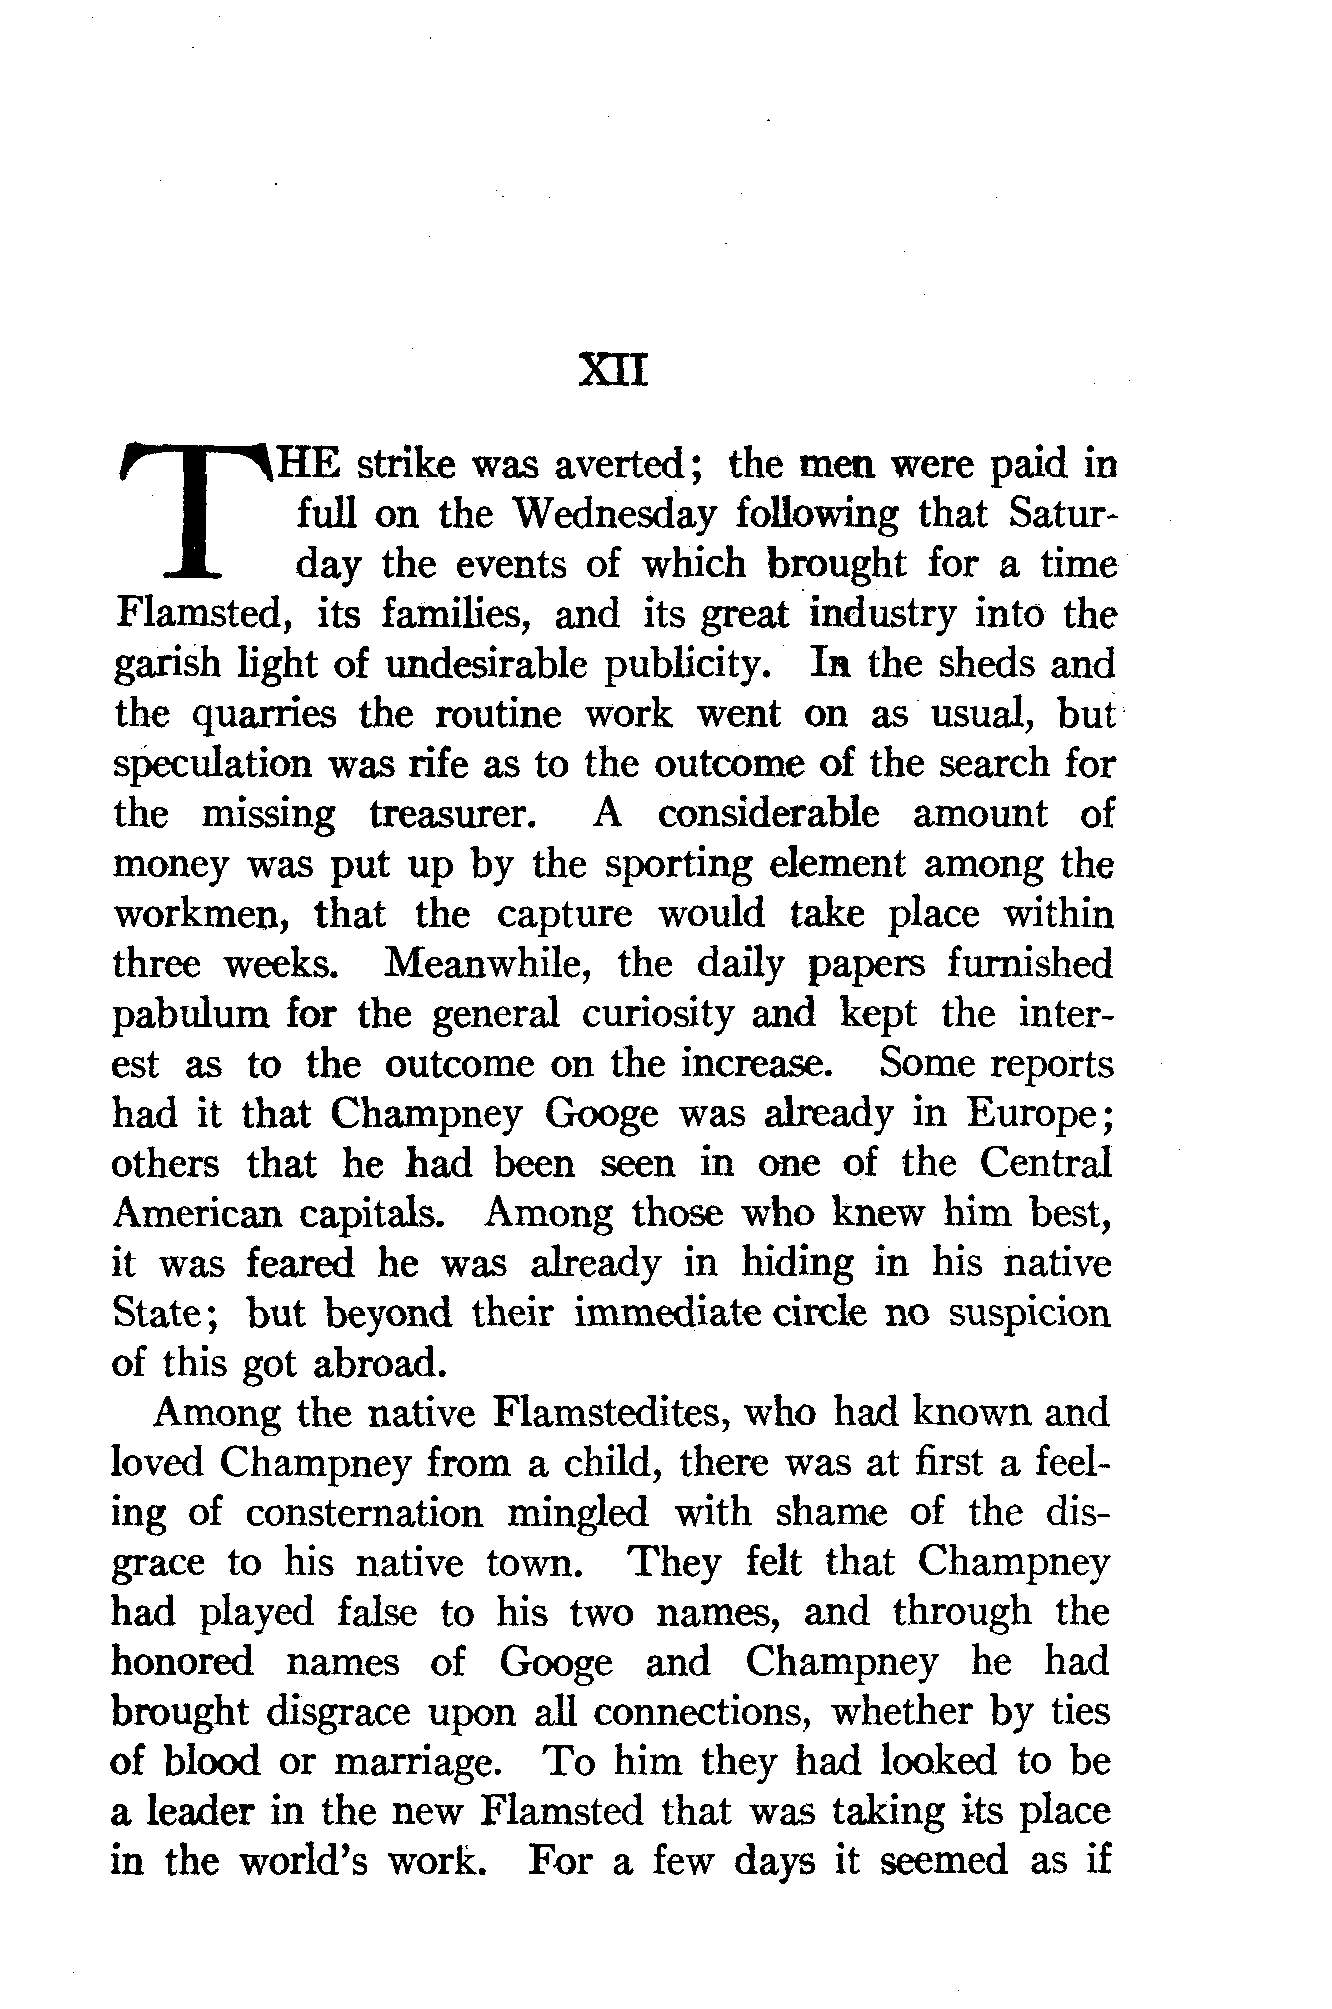 XII
THE strike was averted; the men were paid in
full on the Wednesday following that Satur-
day the events of which brought for a time
Flamsted, its families, and its great industry into the
garish light of undesirable publicity. In the sheds and
the quarries the routine work went on as usual, but
speculation was rife as to the outcome of the search for
the missing treasurer. A considerable amount of
money was put up by the sporting element among the
workmen, that the capture would take place within
three weeks. Meanwhile, the daily papers furnished
pabulum for the general curiosity and kept the inter-
est as to the outcome on the increase. Some reports
had it that Champney Googe was already in Europe;
others that he had been seen in one of the Central
American capitals. Among those who knew him best,
it was feared he was already in hiding in his native
State; but beyond their immediate circle no suspicion
of this got abroad.
Among the native Flamstedites, who had known and
loved Champney from a child, there was at first a feel-
ing of consternation mingled with shame of the dis-
grace to his native town. They felt that Champney
had played false to his two names, and through the
honored names of Googe and Champney he had
brought disgrace upon all connections, whether by ties
of blood or marriage. To him they had looked to be
a leader in the new Flamsted that was taking its place
in the world's work. For a few days it seemed as if